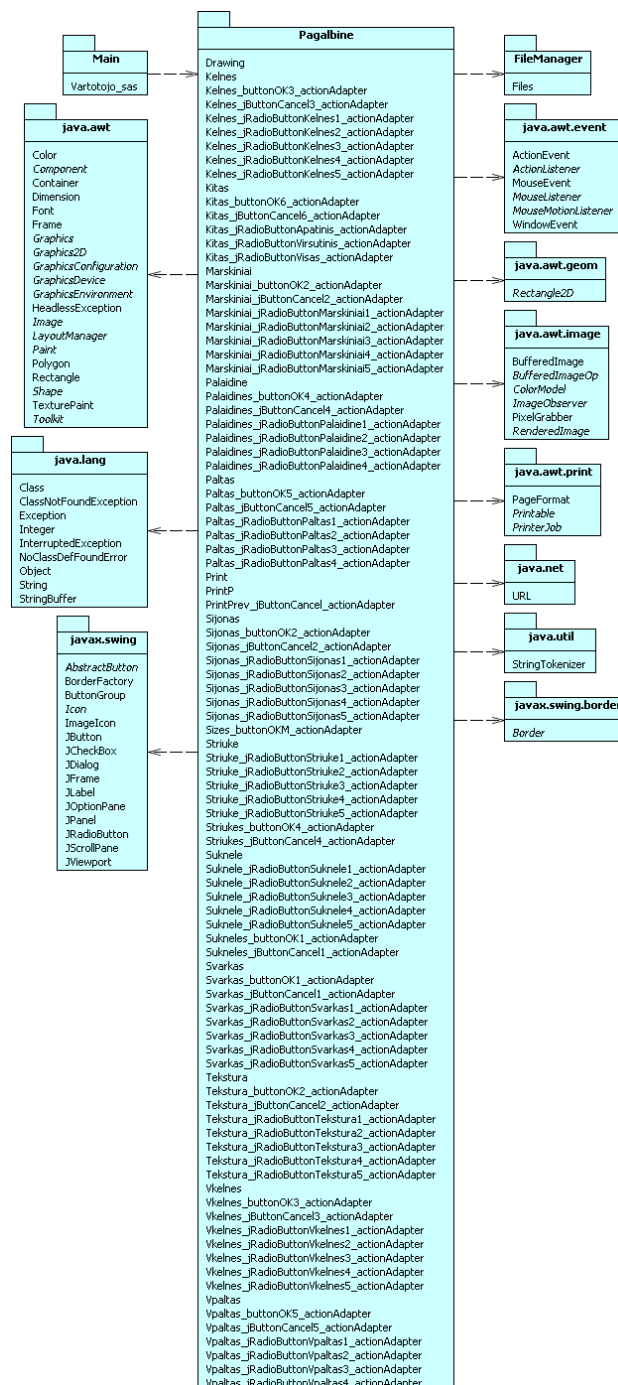 Main
Vartotojo_sas
java.awt
Color
Component
Container
Dimension
Font
Frame
Graphics
Graphics2D
GraphicsConfiguration
GraphicsDevice
GraphicsEnvironment
HeadlessException
Image
LayoutManager
Paint
Polygon
Rectangle
Shape
TexturePaint
Toolkit
java.lang
Class
ClassNotFoundException
Exception
Integer
InterruptedException
NoClassDefFoundError
Object
String
StringBuffer
javax.swing
AbstractButton
BorderFactory
ButtonGroup
Icon
ImageIcon
JButton
JCheckBox
JDialog
JFrame
JLabel
JOptionPane
JPanel
JRadioButton
JScrollPane
JViewport
Pagalbine
Drawing
Kelnes
Kelnes_buttonOK3_actionAdapter
Kelnes_jButtonCancel3_actionAdapter
Kelnes_jRadioButtonKelnes1_actionAdapter
Kelnes_jRadioButtonKelnes2_actionAdapter
Kelnes_jRadioButtonKelnes3_actionAdapter
Kelnes_jRadioButtonKelnes4_actionAdapter
Kelnes_jRadioButtonKelnes5_actionAdapter
Kitas
Kitas_buttonOK6_actionAdapter
Kitas_jButtonCancel6_actionAdapter
Kitas_jRadioButtonApatinis_actionAdapter
Kitas_jRadioButtonVirsutinis_actionAdapter
Kitas_jRadioButtonVisas_actionAdapter
Marskiniai
Marskiniai_buttonOK2_actionAdapter
Marskiniai_jButtonCancel2_actionAdapter
Marskiniai_jRadioButtonMarskiniai1_actionAdapter
Marskiniai_jRadioButtonMarskiniai2_actionAdapter
Marskiniai_jRadioButtonMarskiniai3_actionAdapter
Marskiniai_jRadioButtonMarskiniai4_actionAdapter
Marskiniai_jRadioButtonMarskiniai5_actionAdapter
Palaidine
Palaidines_buttonOK4_actionAdapter
Palaidines_jButtonCancel4_actionAdapter
Palaidines_jRadioButtonPalaidine1_actionAdapter
Palaidines_jRadioButtonPalaidine2_actionAdapter
Palaidines_jRadioButtonPalaidine3_actionAdapter
Palaidines_jRadioButtonPalaidine4_actionAdapter
Paltas
Paltas_buttonOK5_actionAdapter
Paltas_jButtonCancel5_actionAdapter
Paltas_jRadioButtonPaltas1_actionAdapter
Paltas_jRadioButtonPaltas2_actionAdapter
Paltas_jRadioButtonPaltas3_actionAdapter
Paltas_jRadioButtonPaltas4_actionAdapter
Print
PrintP
PrintPrev_jButtonCancel_actionAdapter
Sijonas
Sijonas_buttonOK2_actionAdapter
Sijonas_jButtonCancel2_actionAdapter
Sijonas_jRadioButtonSijonas1_actionAdapter
Sijonas_jRadioButtonSijonas2_actionAdapter
Sijonas_jRadioButtonSijonas3_actionAdapter
Sijonas_jRadioButtonSijonas4_actionAdapter
Sijonas_jRadioButtonSijonas5_actionAdapter
Sizes_buttonOKM_actionAdapter
Striuke
Striuke_jRadioButtonStriuke1_actionAdapter
Striuke_jRadioButtonStriuke2_actionAdapter
Striuke_jRadioButtonStriuke3_actionAdapter
Striuke_jRadioButtonStriuke4_actionAdapter
Striuke_jRadioButtonStriuke5_actionAdapter
Striukes_buttonOK4_actionAdapter
Striukes_jButtonCancel4_actionAdapter
Suknele
Suknele_jRadioButtonSuknele1_actionAdapter
Suknele_jRadioButtonSuknele2_actionAdapter
Suknele_jRadioButtonSuknele3_actionAdapter
Suknele_jRadioButtonSuknele4_actionAdapter
Suknele_jRadioButtonSuknele5_actionAdapter
Sukneles_buttonOK1_actionAdapter
Sukneles_jButtonCancel1_actionAdapter
Svarkas
Svarkas_buttonOK1_actionAdapter
Svarkas_jButtonCancel1_actionAdapter
Svarkas_jRadioButtonSvarkas1_actionAdapter
Svarkas_jRadioButtonSvarkas2_actionAdapter
Svarkas_jRadioButtonSvarkas3_actionAdapter
Svarkas_jRadioButtonSvarkas4_actionAdapter
Svarkas_jRadioButtonSvarkas5_actionAdapter
Tekstura
Tekstura_buttonOK2_actionAdapter
Tekstura_jButtonCancel2_actionAdapter
Tekstura_jRadioButtonTekstura1_actionAdapter
Tekstura_jRadioButtonTekstura2_actionAdapter
Tekstura_jRadioButtonTekstura3_actionAdapter
Tekstura_jRadioButtonTekstura4_actionAdapter
Tekstura_jRadioButtonTekstura5_actionAdapter
Vkelnes
Vkelnes_buttonOK3_actionAdapter
Vkelnes_jButtonCancel3_actionAdapter
Vkelnes_jRadioButtonVkelnes1_actionAdapter
Vkelnes_jRadioButtonVkelnes2_actionAdapter
Vkelnes_jRadioButtonVkelnes3_actionAdapter
Vkelnes_jRadioButtonVkelnes4_actionAdapter
Vkelnes_jRadioButtonVkelnes5_actionAdapter
Vpaltas
Vpaltas_buttonOK5_actionAdapter
Vpaltas_jButtonCancel5_actionAdapter
Vpaltas_jRadioButtonVpaltas1_actionAdapter
Vpaltas_jRadioButtonVpaltas2_actionAdapter
Vpaltas_jRadioButtonVpaltas3_actionAdapter
Vpaltas_jRadioButtonVpaltas4_actionAdapter
FileManager
Files
java.awt.event
ActionEvent
ActionListener
MouseEvent
MouseListener
MouseMotionListener
WindowEvent
java.awt.geom
Rectangle2D
java.awt.image
BufferedImage
BufferedImageOp
ColorModel
ImageObserver
PixelGrabber
RenderedImage
java.awt.print
PageFormat
Printable
PrinterJob
java.net
URL
java.util
StringTokenizer
javax.swing.border
Border